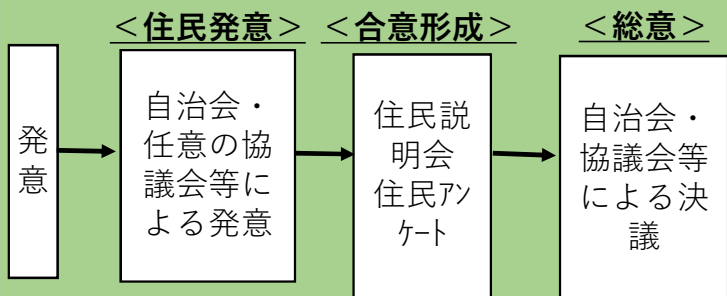 ＜住民発意＞
＜合意形成＞
＜総意＞
発
意
自治会・
任意の協
議会等に
よる発意
住民説
明会
住民ｱﾝ
ｹｰﾄ
自治会・
協議会等
による決
議